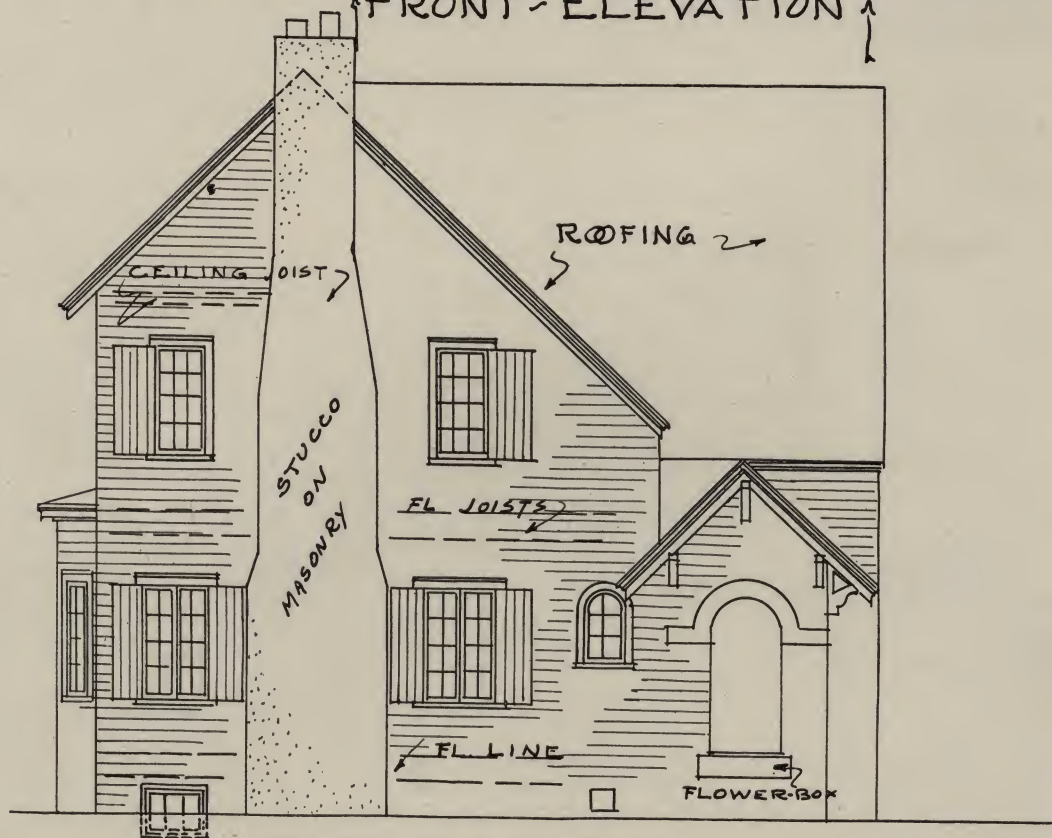 FRONT ~ ELEVATION
ROOFING
CEILING JOIST
STUCCO
ON
MASONRY
FL JOISTS
FL LINE
FLOWER-BOX